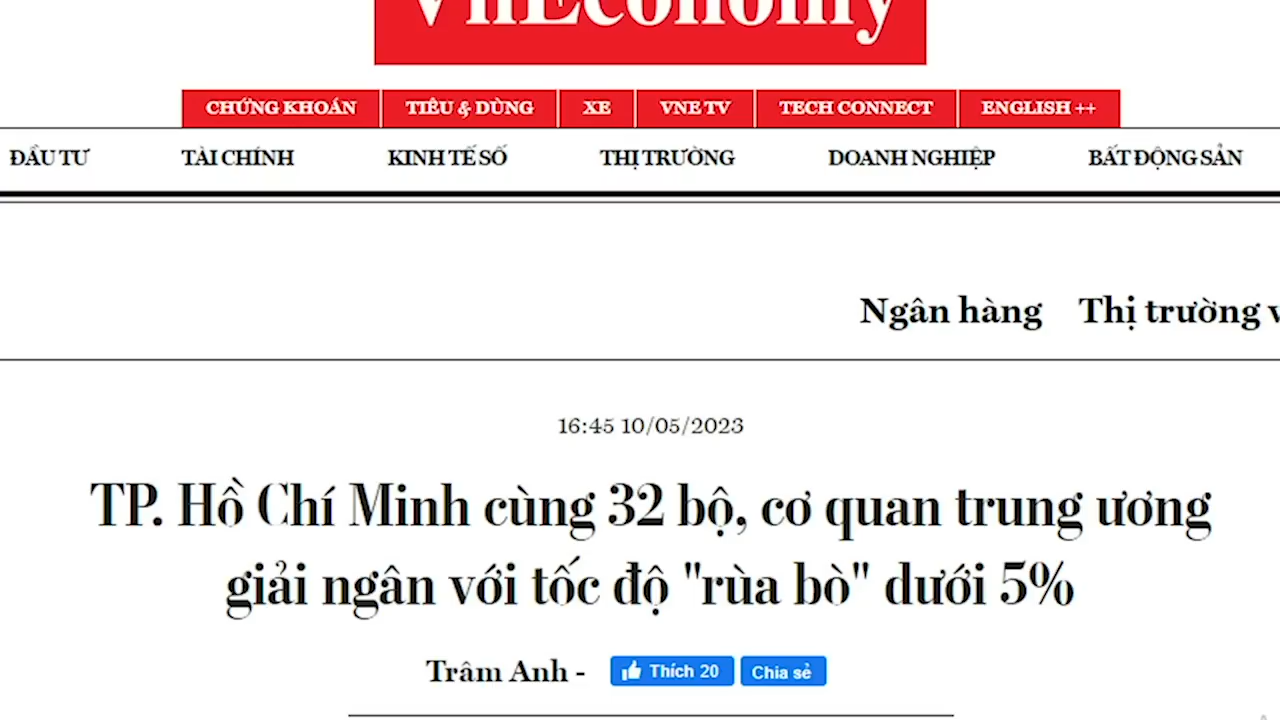 VnEconomy
CHỨNG KHOÁN TIÊU & DÙNG XE VNE TV TECH CONNECT ENGLISH ++
ĐẦU TƯ TÀI CHÍNH KINH TẾ SỐ THỊ TRƯỜNG DOANH NGHIỆP BẤT ĐỘNG SẢN
Ngân hàng Thị trường v
16:45 10/05/2023
TP. Hồ Chí Minh cùng 32 bộ, cơ quan trung ương
giải ngân với tốc độ "rùa bò" dưới 5%
Trâm Anh - Thích 20 Chia sẻ